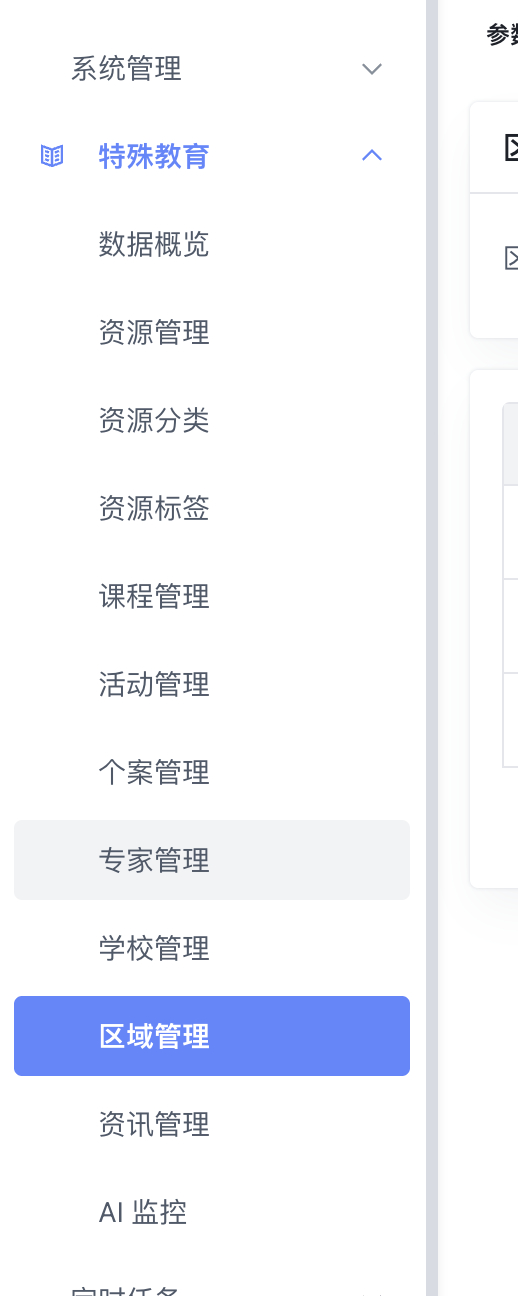 参
系统管理
特殊教育
数据概览
资源管理
资源分类
资源标签
课程管理
活动管理
个案管理
专家管理
学校管理
区域管理
资讯管理
AI 监控